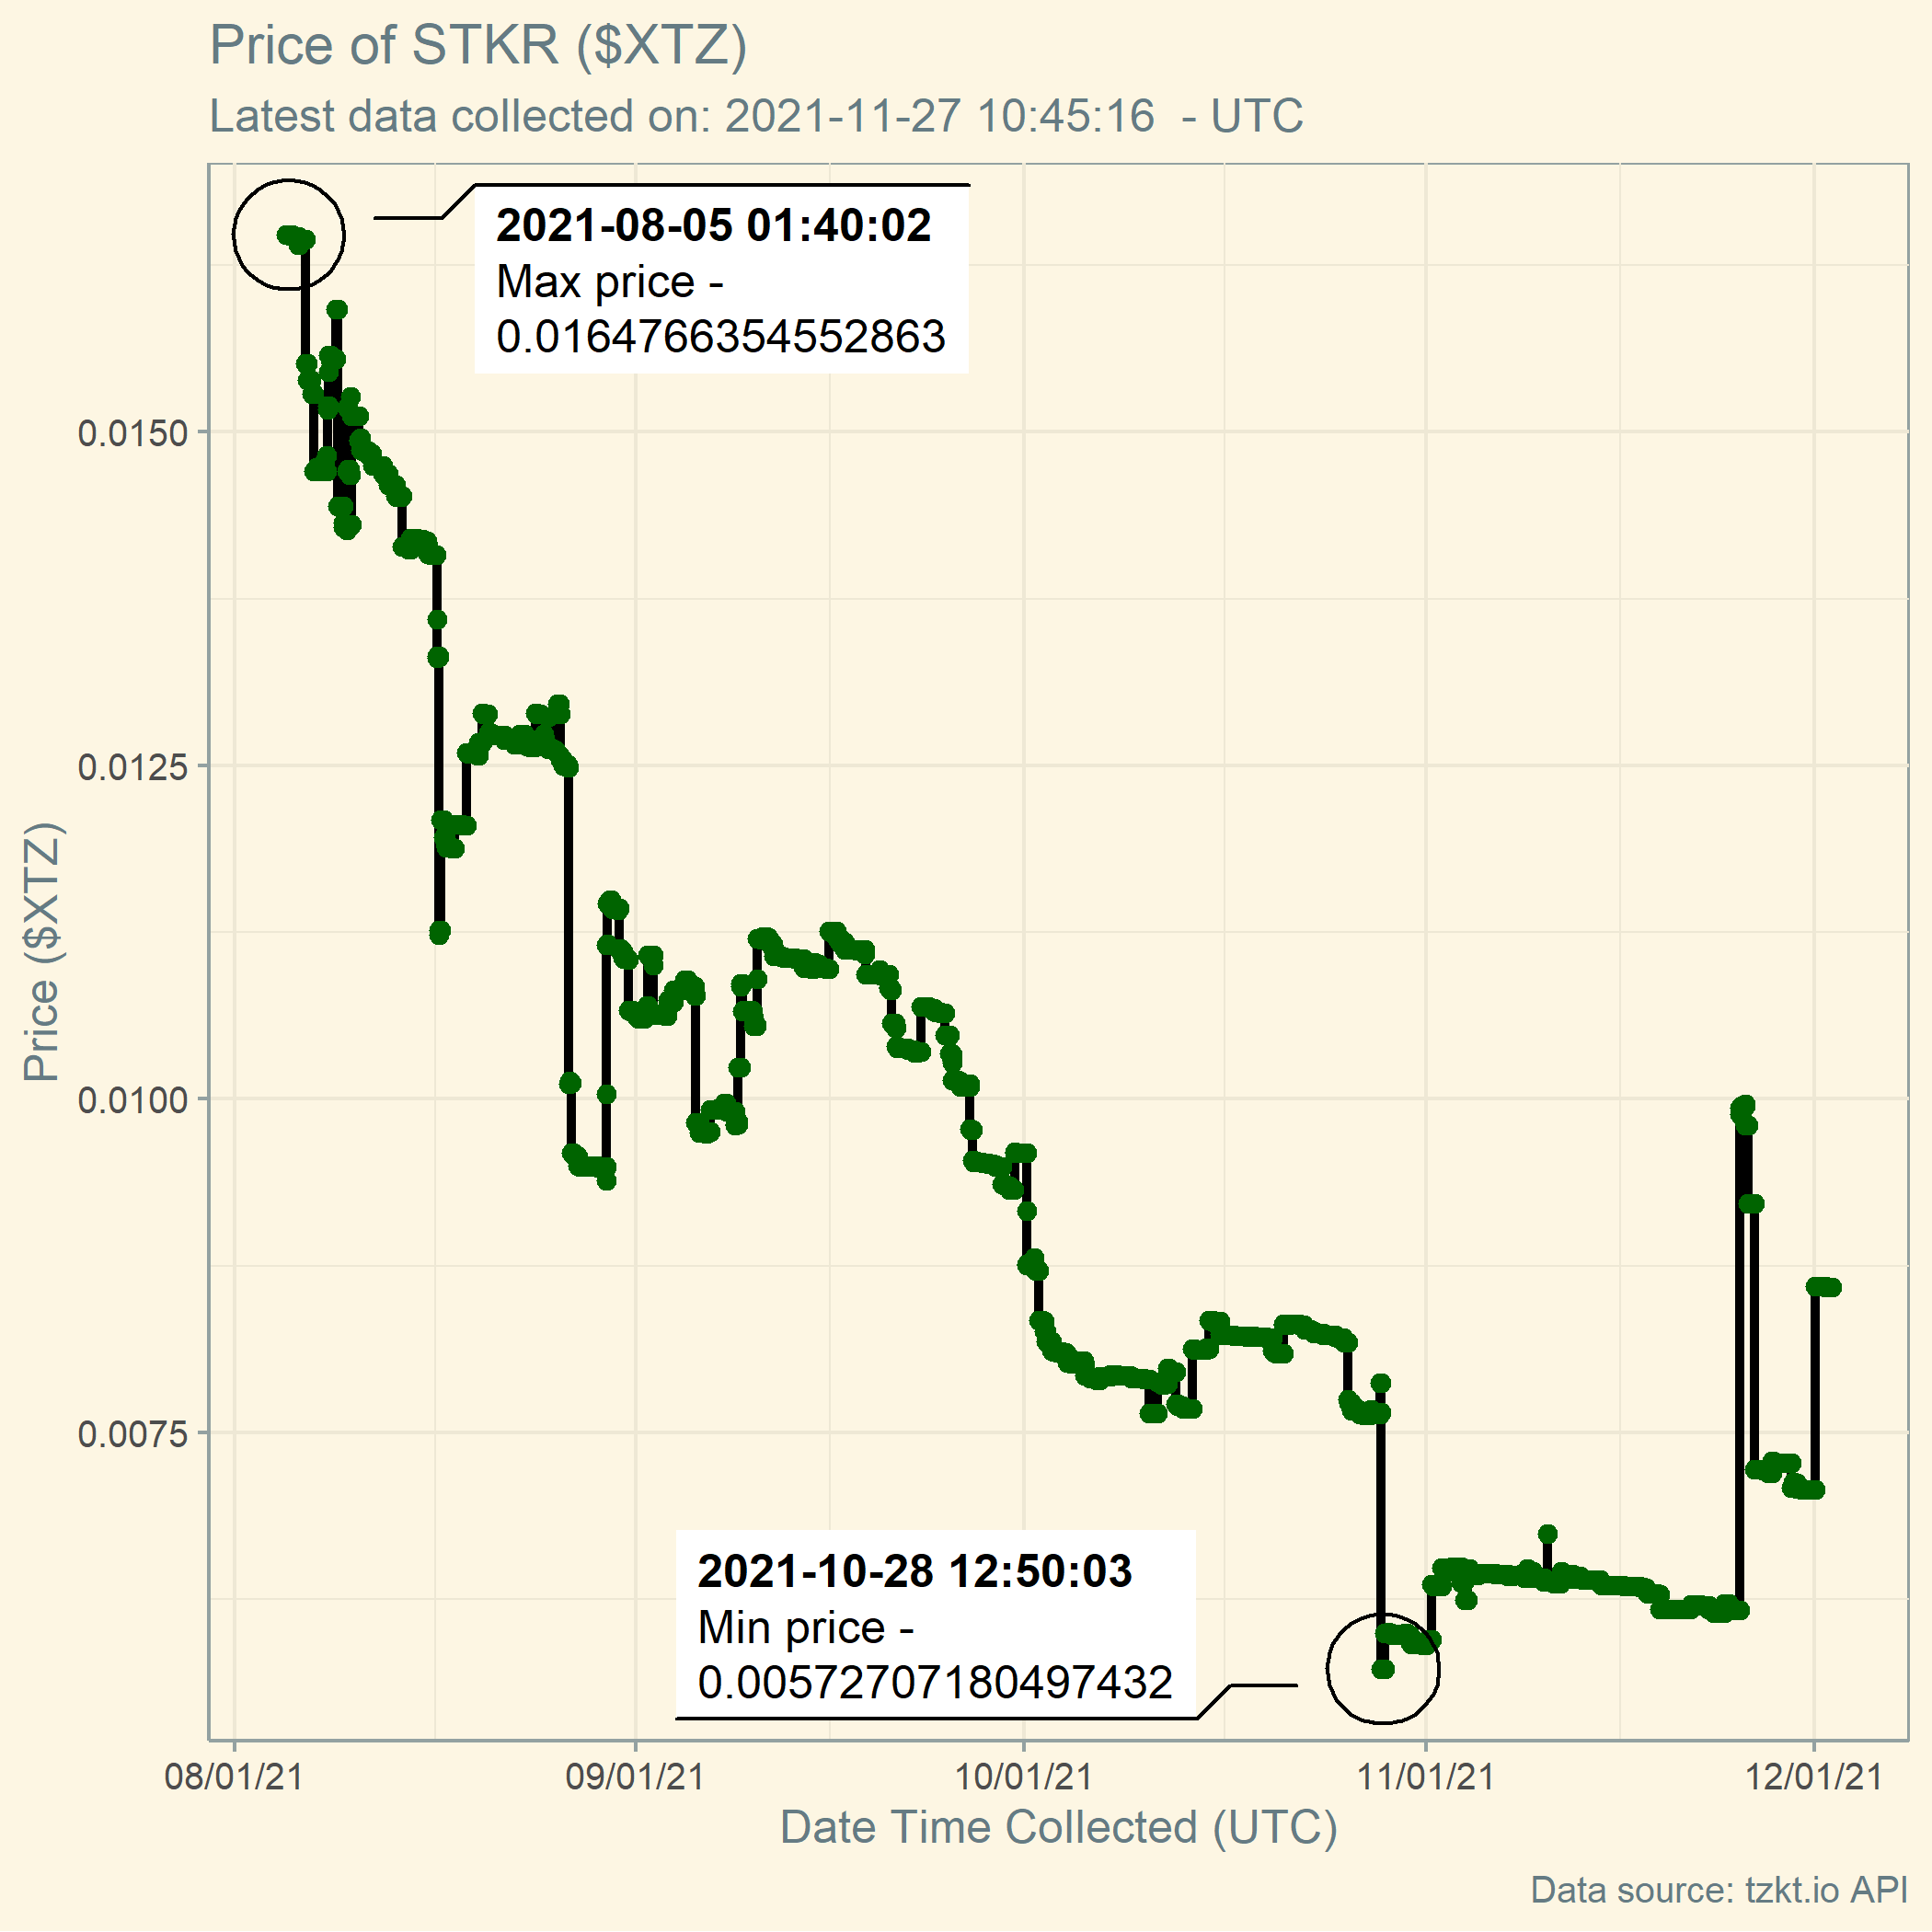 Price of STKR ($XTZ)
Latest data collected on: 2021-11-27 10:45:16 - UTC
2021-08-05 01:40:02
Max price -
0.0164766354552863
0.0150
0.0125
0.0100
0.0075
Price ($XTZ)
2021-10-28 12:50:03
Min price -
0.00572707180497432
08/01/21
09/01/21
10/01/21
11/01/21
12/01/21
Date Time Collected (UTC)
Data source: tzkt.io API